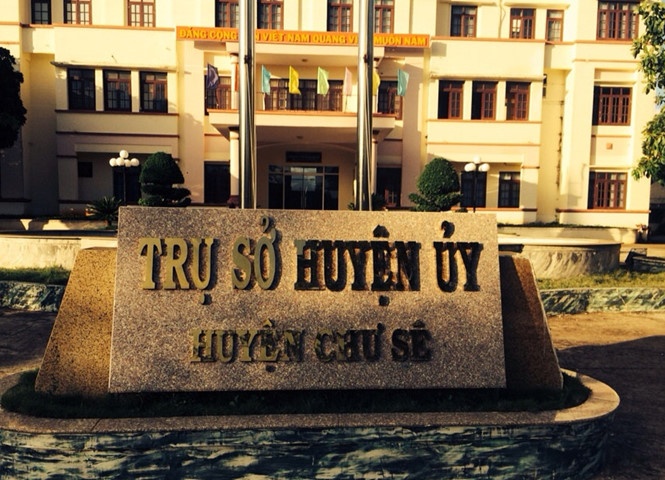 ĐẢNG CỘNG SẢN VIỆT NAM QUANG VINH MUÔN NĂM
TRỤ SỞ HUYỆN ỦY
HUYỆN CHƯ SÊ